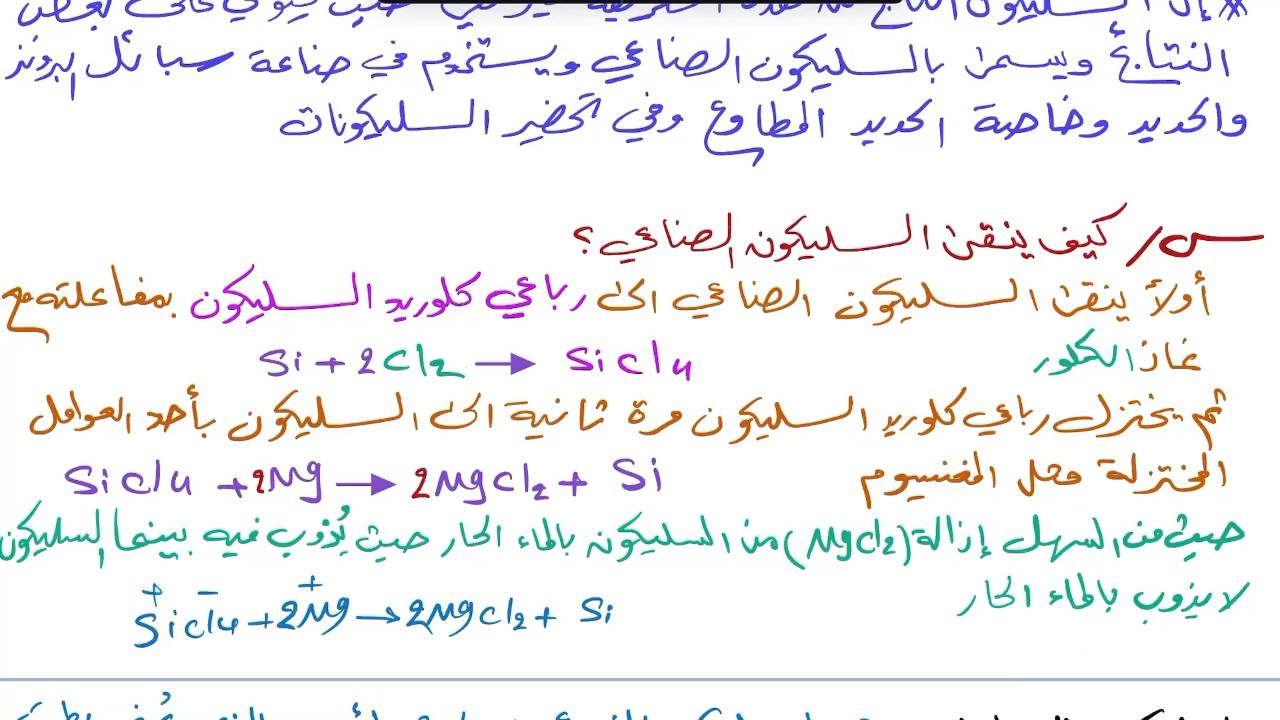 النتائج ويسمى بالسليكون الصناعي ويستخدم في صناعة سبائك البرونز
والحديد وخاصة الحديد المطاوع وفي تحضير السليكونات
س/ كيف ينقى السليكون الصناعي؟
أولاً ينقى السليكون الصناعي الى رباعي كلوريد السليكون بمفاعلته مع
غاز الكلور Si + 2Cl2 → SiCl4
ثم يختزل رباعي كلوريد السليكون مرة ثانية الى السليكون بأحد العوامل
المختزلة مثل المغنسيوم SiCl4 + 2Mg → 2MgCl2 + Si
حيث من السهل إزالة (MgCl2) من السليكون بالماء الحار حيث يُذوب فيه بينما السليكون
لا يذوب بالماء الحار
+ - +
SiCl4 + 2Mg → 2MgCl2 + Si